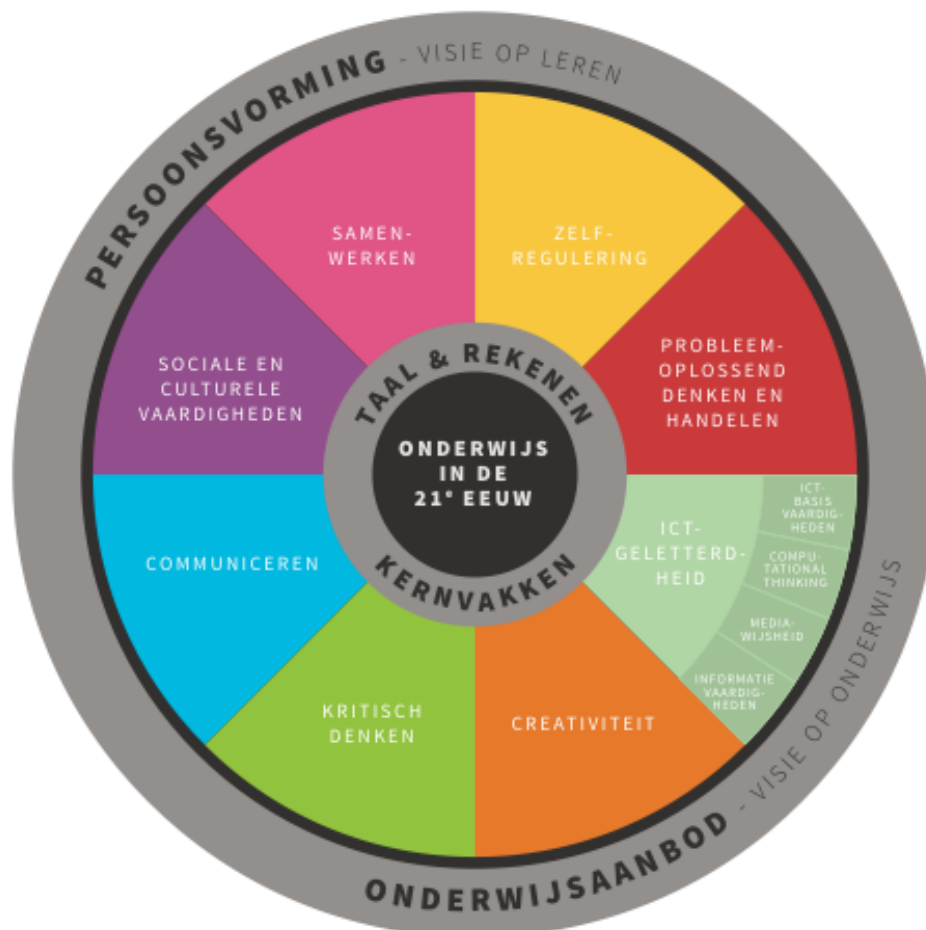 PERSOONSVORMING - VISIE OP LEREN
SAMEN-
WERKEN
ZELF-
REGULERING
SOCIALE EN
CULTURELE
VAARDIGHEDEN
PROBLEEM-
OPLOSSEND
DENKEN EN
HANDELEN
TAAL & REKENEN
ONDERWIJS
IN DE
21e EEUW
KERNVAKKEN
COMMUNICEREN
ICT-
GELETTERD-
HEID
ICT-
BASIS
VAARDIG-
HEDEN
COMPU-
TATIONAL
THINKING
MEDIA-
WIJSHEID
INFORMATIE
VAARDIG-
HEDEN
KRITISCH
DENKEN
CREATIVITEIT
ONDERWIJSAANBOD - VISIE OP ONDERWIJS